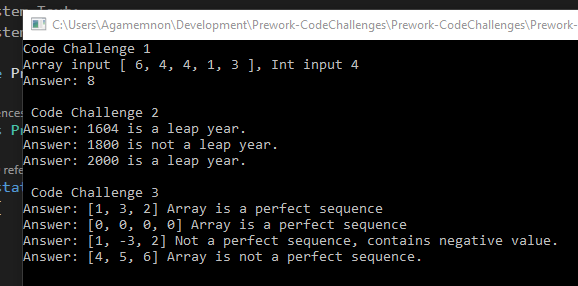 C:\Users\Agamemnon\Development\Prework-CodeChallenges\Prework-CodeChallenges\Prework-
Code Challenge 1
Array input [ 6, 4, 4, 1, 3 ], Int input 4
Answer: 8
Code Challenge 2
Answer: 1604 is a leap year.
Answer: 1800 is not a leap year.
Answer: 2000 is a leap year.
Code Challenge 3
Answer: [1, 3, 2] Array is a perfect sequence
Answer: [0, 0, 0, 0] Array is a perfect sequence
Answer: [1, -3, 2] Not a perfect sequence, contains negative value.
Answer: [4, 5, 6] Array is not a perfect sequence.